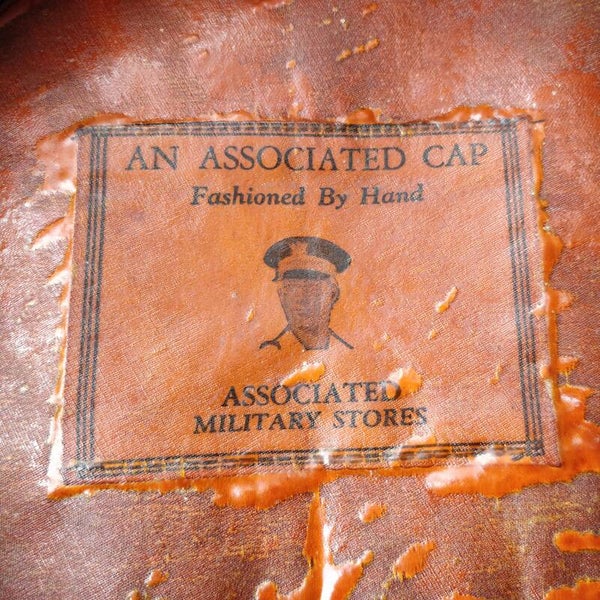 AN ASSOCIATED CAP
Fashioned By Hand
ASSOCIATED
MILITARY STORES